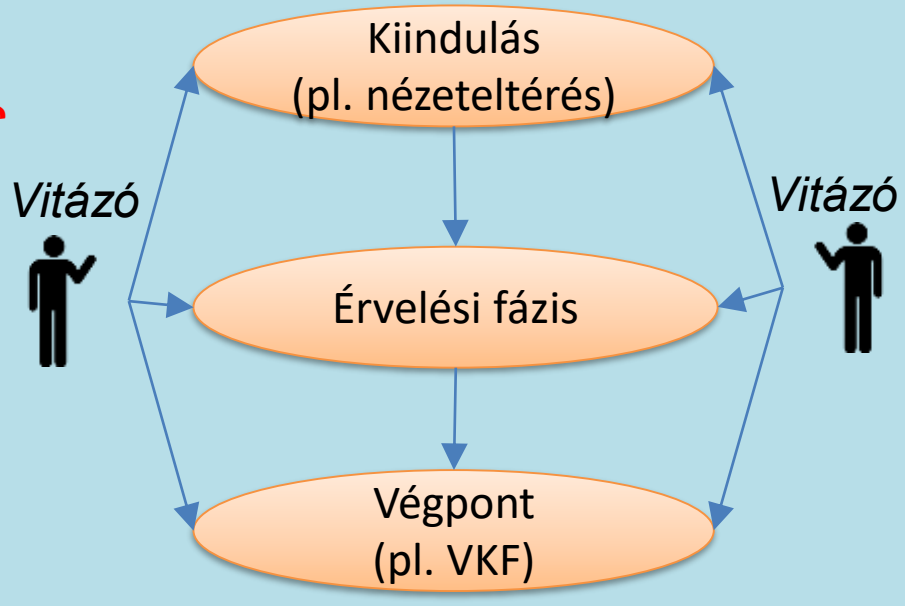 Kiindulás
(pl. nézeteltérés)
Vitázó
Vitázó
Érvelési fázis
Végpont
(pl. VKF)